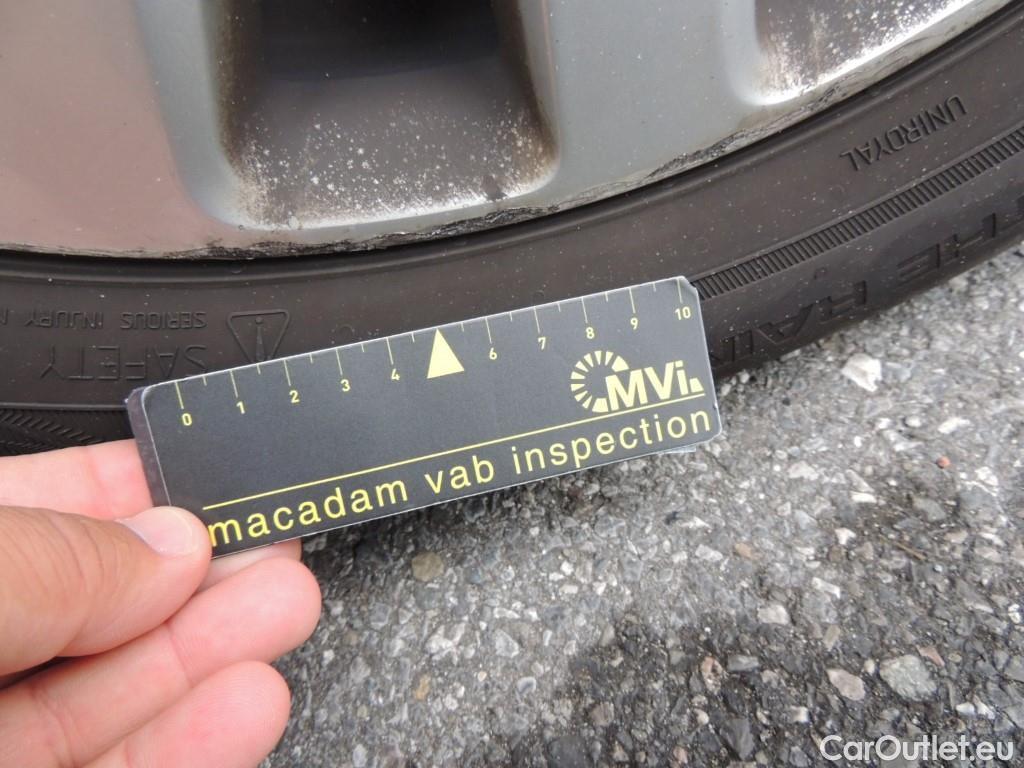 UNIROYAL
SAFETY
SERIOUS INJURY
0 1 2 3 4 6 7 8 9 10
MVi
macadam vab inspection
CarOutlet.eu